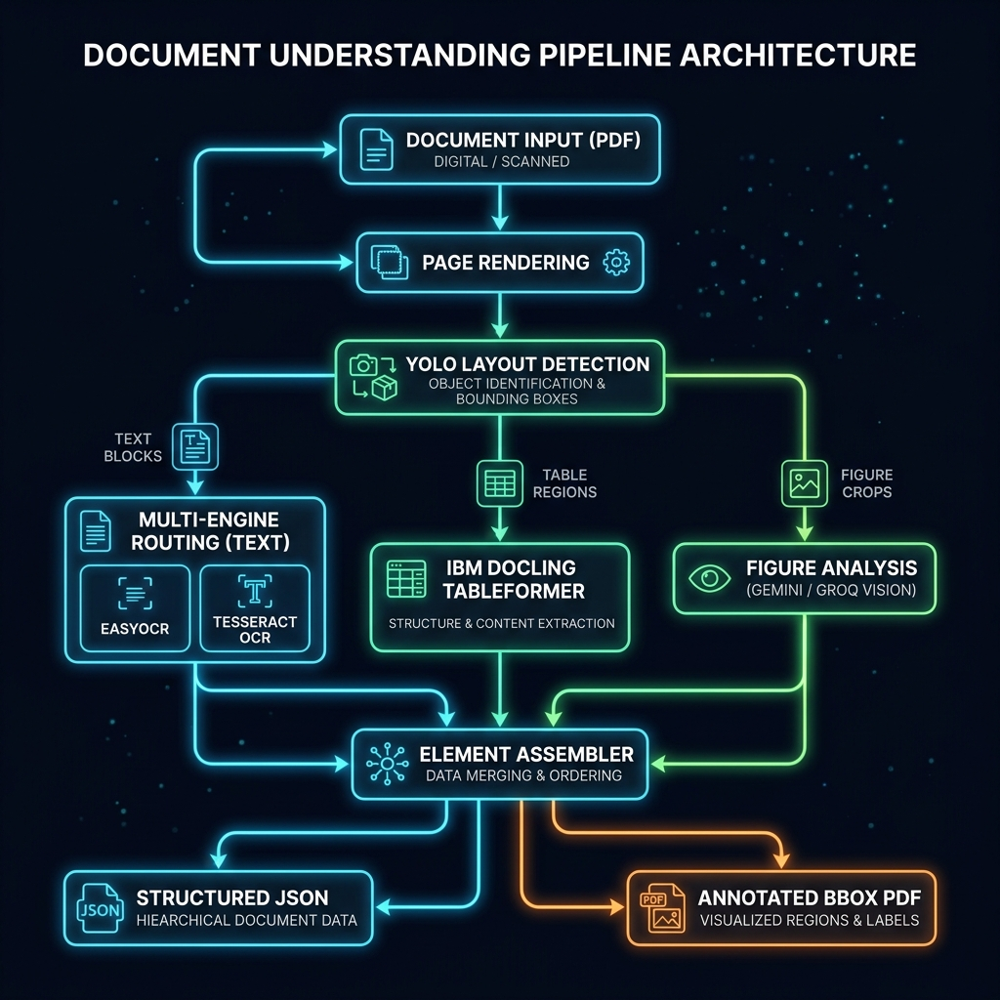 DOCUMENT UNDERSTANDING PIPELINE ARCHITECTURE
DOCUMENT INPUT (PDF)
DIGITAL / SCANNED
PAGE RENDERING
YOLO LAYOUT DETECTION
OBJECT IDENTIFICATION &
BOUNDING BOXES
TEXT
BLOCKS
T
TABLE
REGIONS
FIGURE
CROPS
MULTI-ENGINE
ROUTING (TEXT)
EASYOCR
T
TESSERACT
OCR
IBM DOCLING
TABLEFORMER
STRUCTURE & CONTENT EXTRACTION
FIGURE ANALYSIS
(GEMINI / GROQ VISION)
ELEMENT ASSEMBLER
DATA MERGING & ORDERING
JSON
STRUCTURED JSON
HIEARCHICAL DOCUMENT DATA
PDF
ANNOTATED BBOX PDF
VISUALIZED REGIONS & LABELS